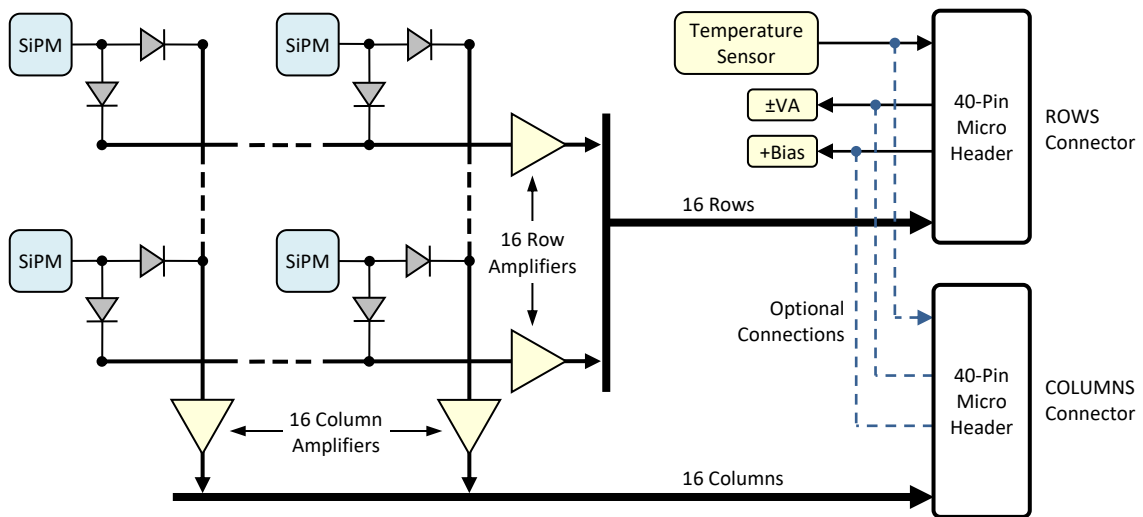 SiPM
SiPM
Temperature
Sensor
±VA
+Bias
40-Pin
Micro
Header
ROWS
Connector
16 Rows
SiPM
SiPM
16 Row
Amplifiers
Optional
Connections
16 Column
Amplifiers
40-Pin
Micro
Header
COLUMNS
Connector
16 Columns